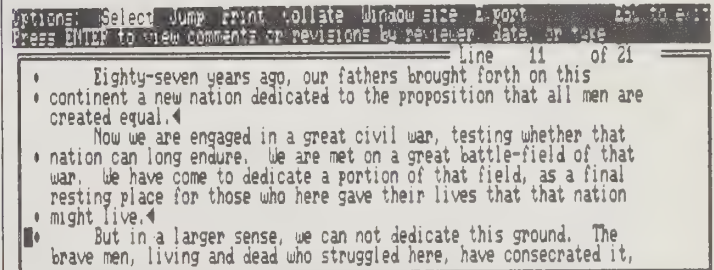 Options: Select Jump Print Collate Window size Export Esc to exit
Press ENTER to view comments or revisions by reviewer, date, or type
Line 11 of 21
• Eighty-seven years ago, our fathers brought forth on this
• continent a new nation dedicated to the proposition that all men are
created equal.◄
Now we are engaged in a great civil war, testing whether that
• nation can long endure. We are met on a great battle-field of that
war. We have come to dedicate a portion of that field, as a final
resting place for those who here gave their lives that that nation
• might live.◄
• But in a larger sense, we can not dedicate this ground. The
brave men, living and dead who struggled here, have consecrated it,